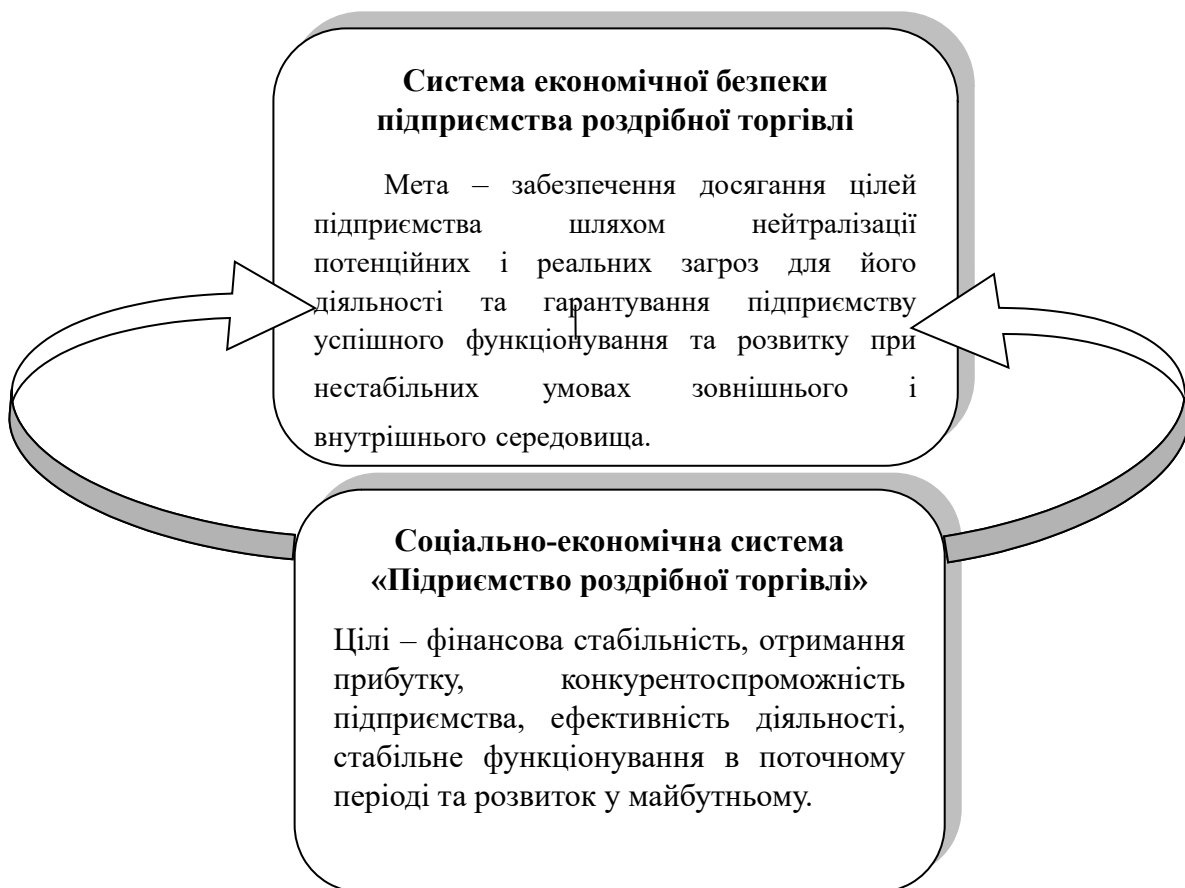 Система економічної безпеки
підприємства роздрібної торгівлі
Мета – забезпечення досягання цілей
підприємства шляхом нейтралізації
потенційних і реальних загроз для його
діяльності та гарантування підприємству
успішного функціонування та розвитку при
нестабільних умовах зовнішнього і
внутрішнього середовища.
Соціально-економічна система
«Підриємство роздрібної торгівлі»
Цілі – фінансова стабільність, отримання
прибутку, конкурентоспроможність
підприємства, ефективність діяльності,
стабільне функціонування в поточному
періоді та розвиток у майбутньому.